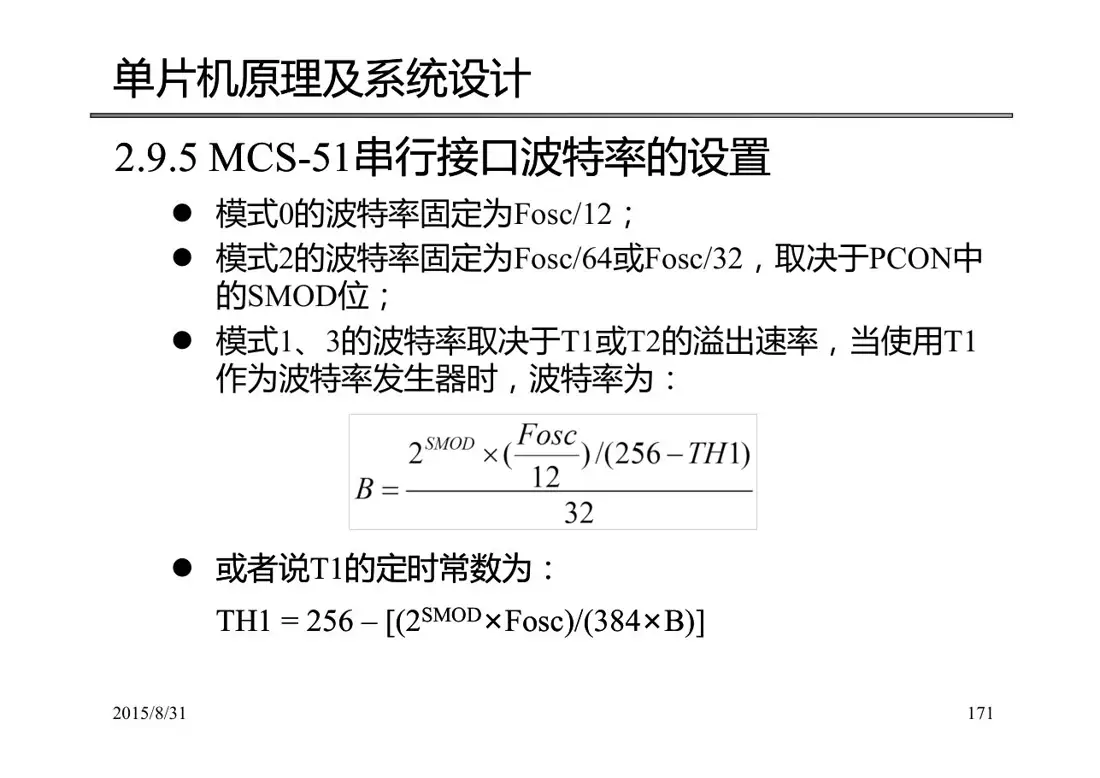 单片机原理及系统设计
2.9.5 MCS-51串行接口波特率的设置
● 模式0的波特率固定为Fosc/12；
● 模式2的波特率固定为Fosc/64或Fosc/32，取决于PCON中
的SMOD位；
● 模式1、3的波特率取决于T1或T2的溢出速率，当使用T1
作为波特率发生器时，波特率为：
B = \frac{2^{SMOD} × (\frac{Fosc}{12}) /(256 − TH1)}{32}
● 或者说T1的定时常数为：
TH1 = 256 – [(2^{SMOD}×Fosc)/(384×B)]
2015/8/31
171